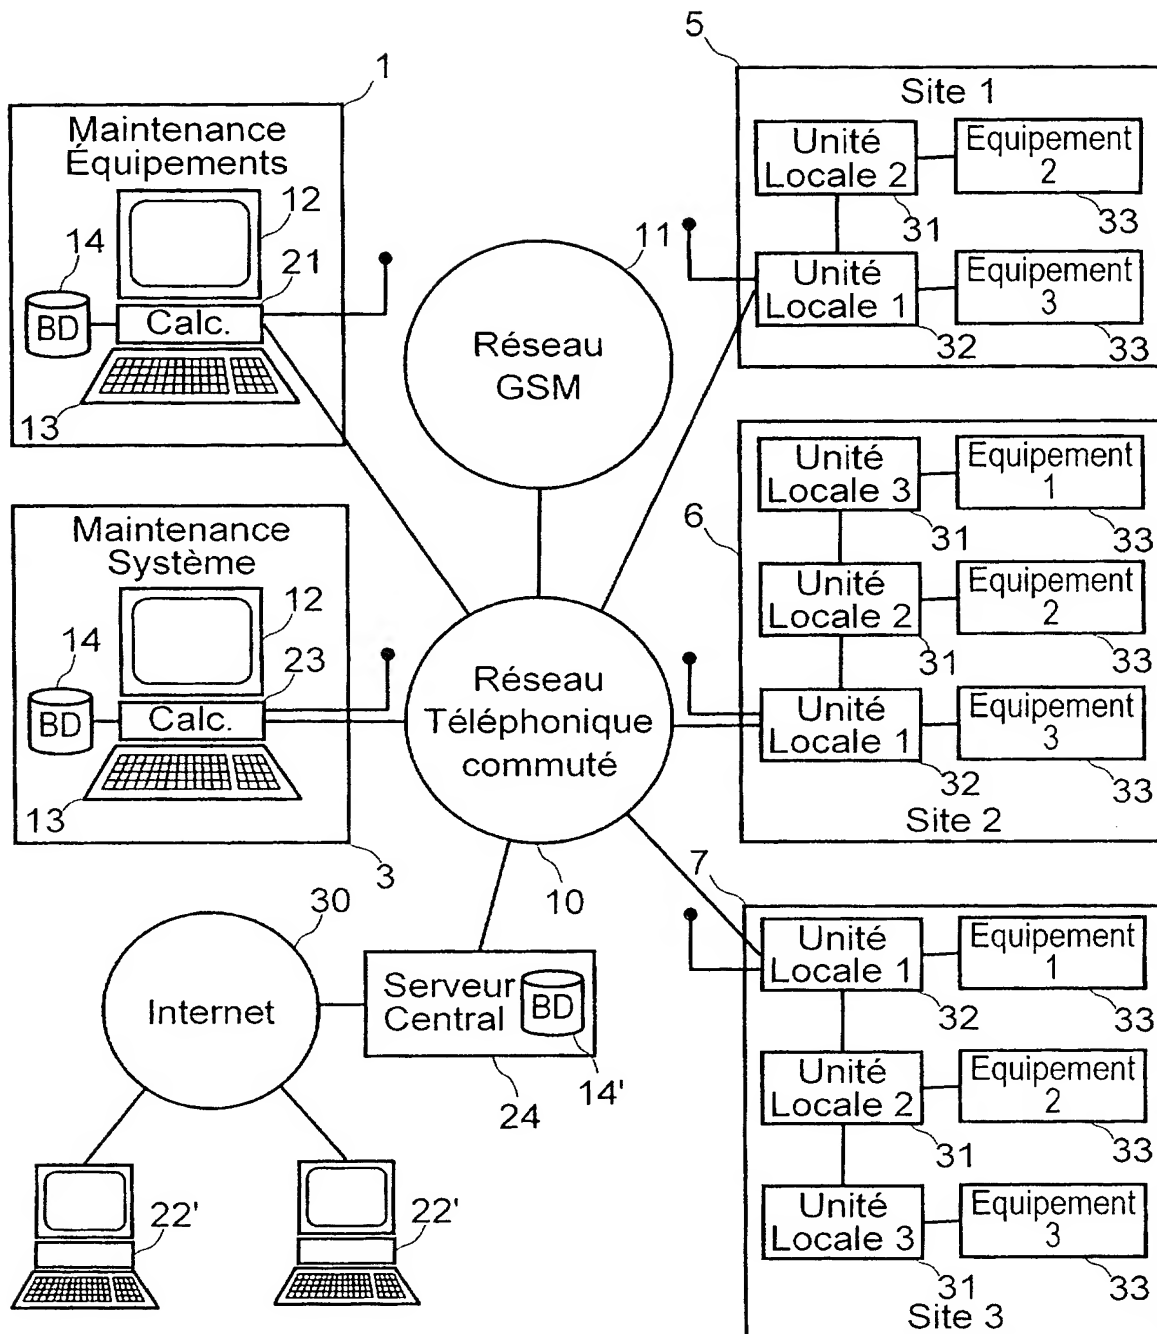 1
Maintenance
Équipements
12
14
21
BD
Calc.
13
11
Réseau
GSM
5
Site 1
Unité
Locale 2
Equipement
2
31
33
Unité
Locale 1
Equipement
3
32
33
Maintenance
Système
12
14
23
BD
Calc.
13
3
Réseau
Téléphonique
commuté
10
6
Unité
Locale 3
Equipement
1
31
33
Unité
Locale 2
Equipement
2
31
33
Unité
Locale 1
Equipement
3
32
33
Site 2
30
Internet
Serveur
Central
BD
24
14'
22'
22'
7
Unité
Locale 1
Equipement
1
32
33
Unité
Locale 2
Equipement
2
31
33
Unité
Locale 3
Equipement
3
31
33
Site 3